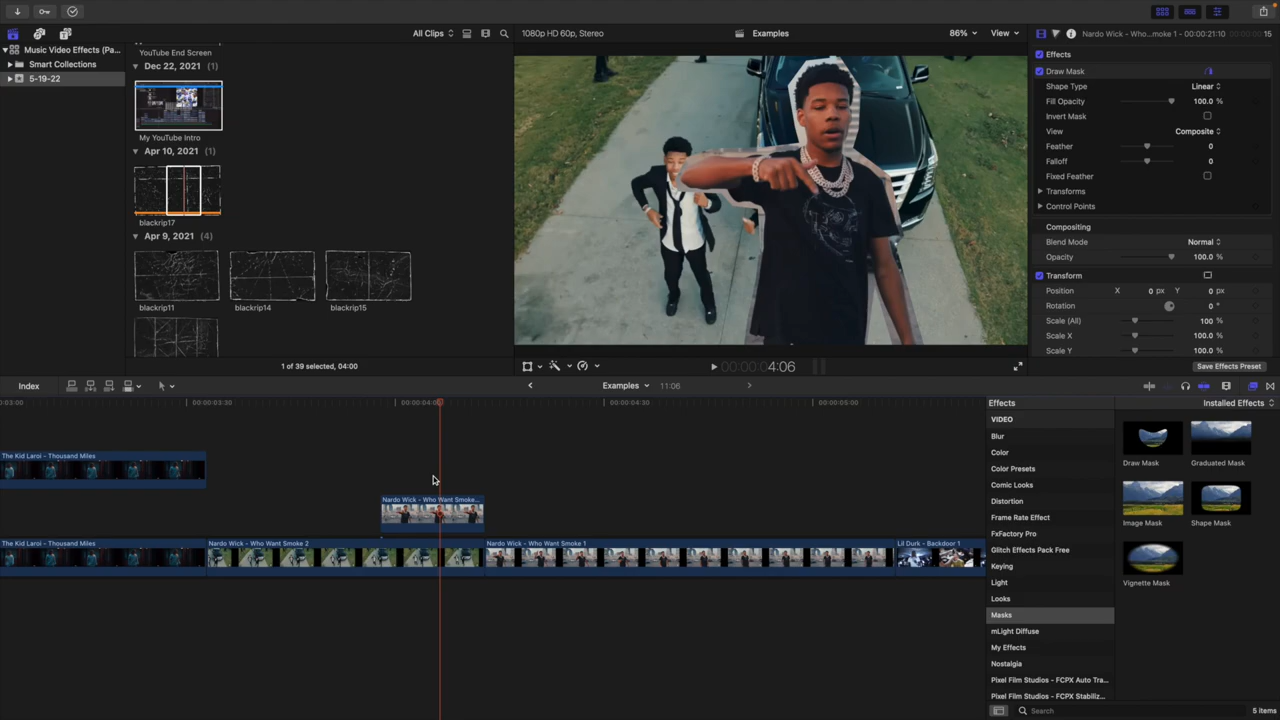 All Clips
1080p HD 60p, Stereo
Examples
86%
View
Nardo Wick - Who...moke 1 - 00:00:21:10
00:00:00:15
Music Video Effects (Pa...
Smart Collections
5-19-22
YouTube End Screen
Dec 22, 2021 (1)
My YouTube Intro
Apr 10, 2021 (1)
blackrip17
Apr 9, 2021 (4)
blackrip11
blackrip14
blackrip15
1 of 39 selected, 04:00
00:00:00:04:06
Effects
Draw Mask
Shape Type
Linear
Fill Opacity
100.0 %
Invert Mask
View
Composite
Feather
0
Falloff
0
Fixed Feather
Transforms
Control Points
Compositing
Blend Mode
Normal
Opacity
100.0 %
Transform
Position
X
0 px
Y
0 px
Rotation
0 °
Scale (All)
100 %
Scale X
100.0 %
Scale Y
100.0 %
Save Effects Preset
Index
Examples
11:06
0:03:00
00:00:03:30
00:00:04:00
00:00:04:30
00:00:05:00
The Kid Laroi - Thousand Miles
Nardo Wick - Who Want Smoke...
The Kid Laroi - Thousand Miles
Nardo Wick - Who Want Smoke 2
Nardo Wick - Who Want Smoke 1
Lil Durk - Backdoor 1
Effects
Installed Effects
VIDEO
Blur
Color
Color Presets
Comic Looks
Distortion
Frame Rate Effect
FxFactory Pro
Glitch Effects Pack Free
Keying
Light
Looks
Masks
mLight Diffuse
My Effects
Nostalgia
Pixel Film Studios - FCPX Auto Tra...
Pixel Film Studios - FCPX Stabiliz...
Draw Mask
Graduated Mask
Image Mask
Shape Mask
Vignette Mask
Search
5 items